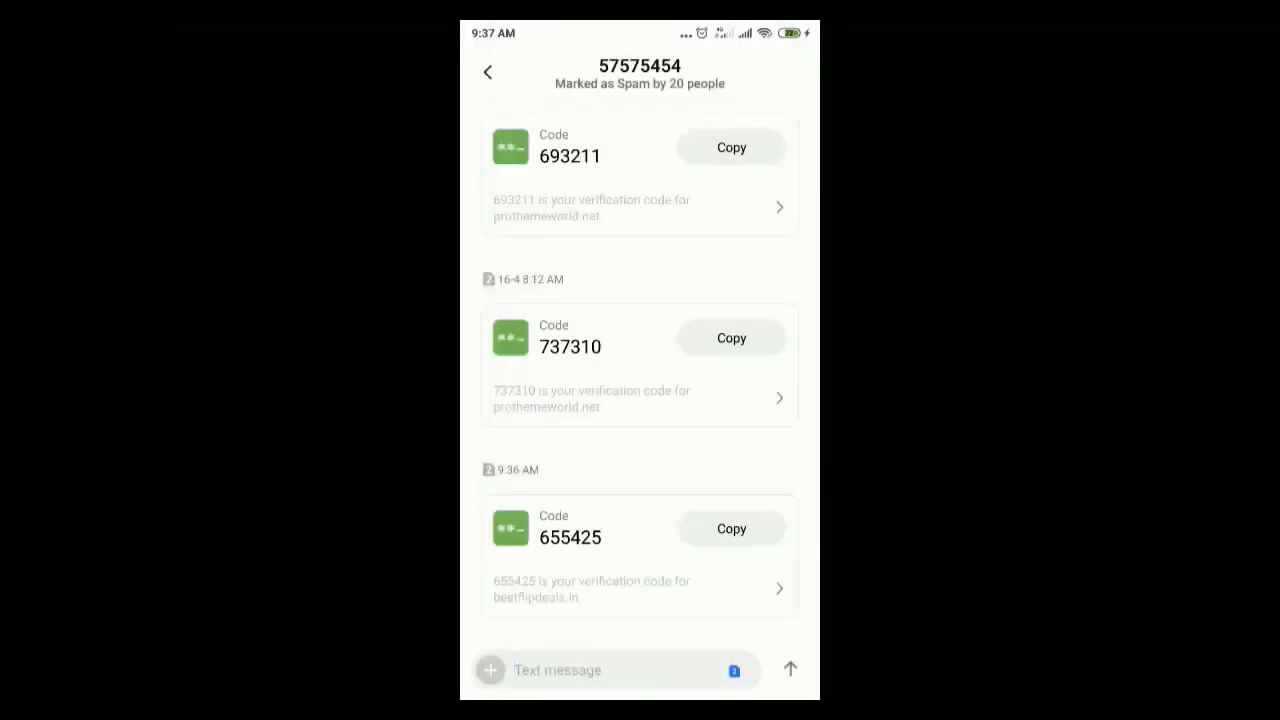 9:37 AM
57575454
Marked as Spam by 20 people
Code
693211
Copy
693211 is your verification code for
prothemeworld.net.
2 16-4 8:12 AM
Code
737310
Copy
737310 is your verification code for
prothemeworld.net
2 9:36 AM
Code
655425
Copy
655425 is your verification code for
bestflipdeals.in.
Text message